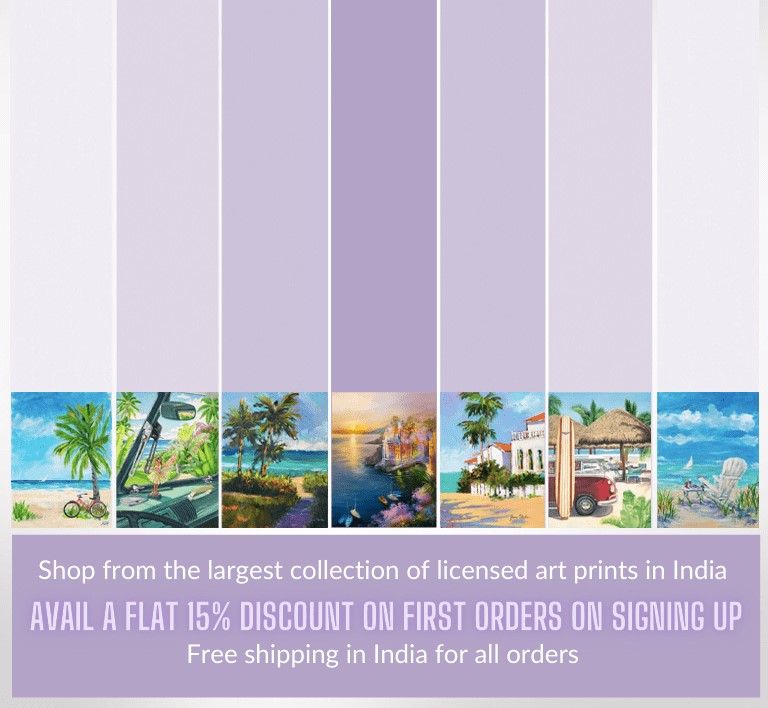 Shop from the largest collection of licensed art prints in India
AVAIL A FLAT 15% DISCOUNT ON FIRST ORDERS ON SIGNING UP
Free shipping in India for all orders